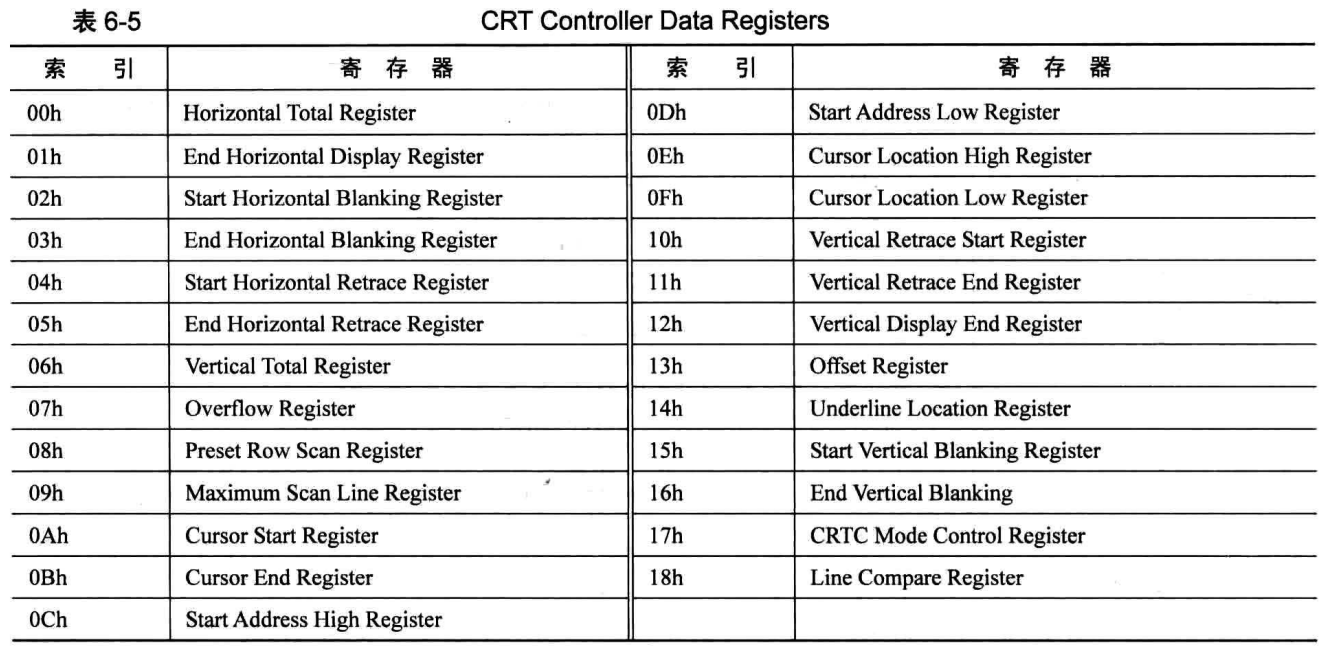 表 6-5 CRT Controller Data Registers
索 引 寄 存 器 索 引 寄 存 器
00h Horizontal Total Register 0Dh Start Address Low Register
01h End Horizontal Display Register 0Eh Cursor Location High Register
02h Start Horizontal Blanking Register 0Fh Cursor Location Low Register
03h End Horizontal Blanking Register 10h Vertical Retrace Start Register
04h Start Horizontal Retrace Register 11h Vertical Retrace End Register
05h End Horizontal Retrace Register 12h Vertical Display End Register
06h Vertical Total Register 13h Offset Register
07h Overflow Register 14h Underline Location Register
08h Preset Row Scan Register 15h Start Vertical Blanking Register
09h Maximum Scan Line Register 16h End Vertical Blanking
0Ah Cursor Start Register 17h CRTC Mode Control Register
0Bh Cursor End Register 18h Line Compare Register
0Ch Start Address High Register